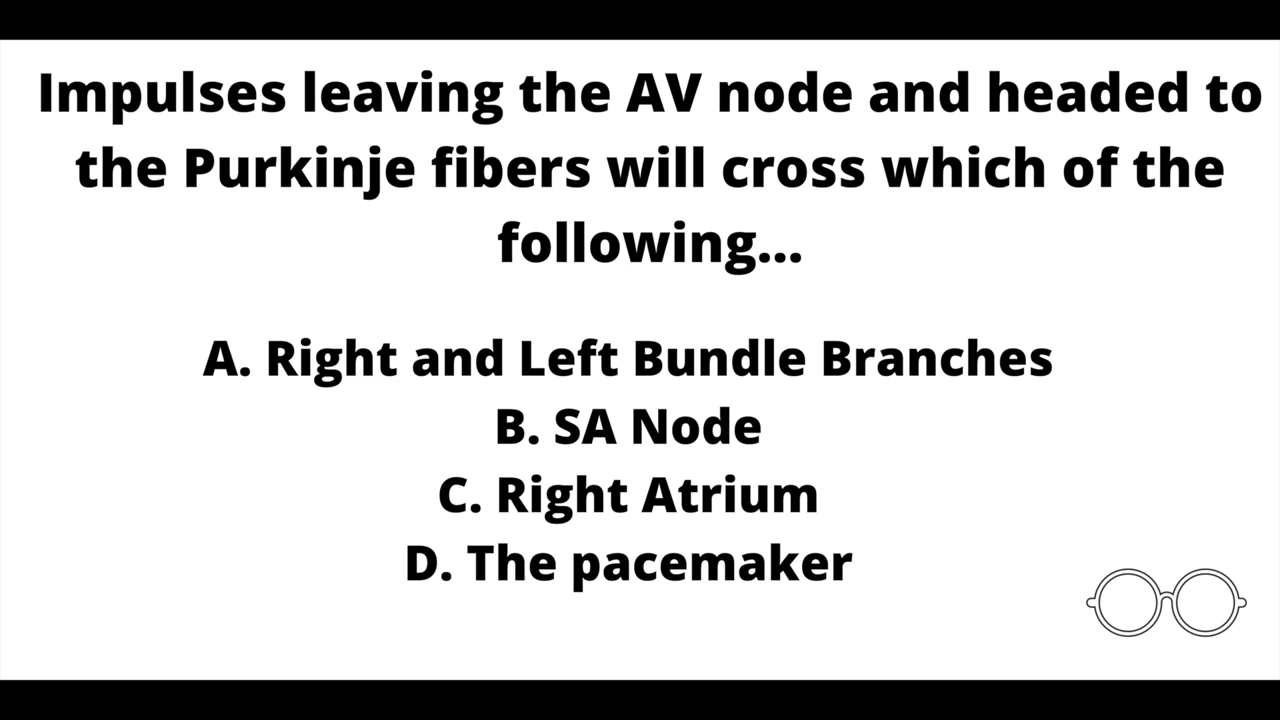 Impulses leaving the AV node and headed to
the Purkinje fibers will cross which of the
following...
A. Right and Left Bundle Branches
B. SA Node
C. Right Atrium
D. The pacemaker